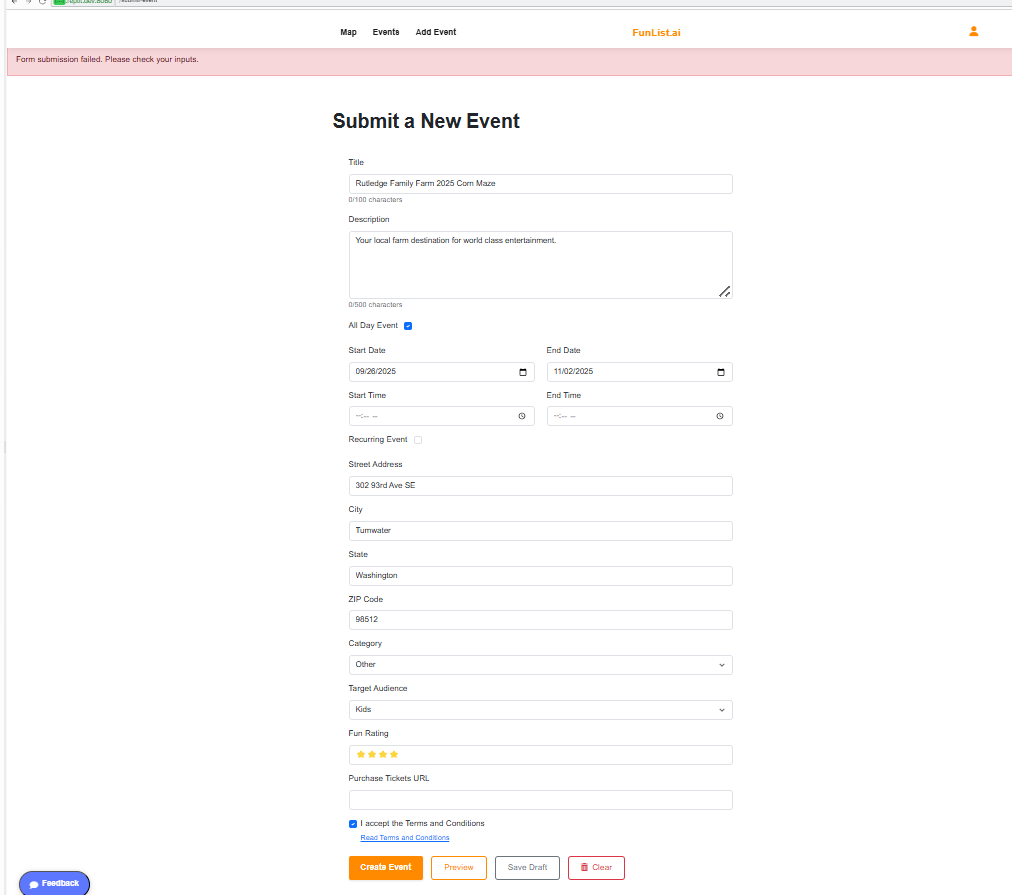 Map Events Add Event FunList.ai
Form submission failed. Please check your inputs.
Submit a New Event
Title
Rutledge Family Farm 2025 Corn Maze
0/100 characters
Description
Your local farm destination for world class entertainment.
0/500 characters
All Day Event
Start Date End Date
09/26/2025 11/02/2025
Start Time End Time
--:-- -- --:-- --
Recurring Event
Street Address
302 93rd Ave SE
City
Tumwater
State
Washington
ZIP Code
98512
Category
Other
Target Audience
Kids
Fun Rating
Purchase Tickets URL
I accept the Terms and Conditions
Read Terms and Conditions
Create Event Preview Save Draft Clear
Feedback